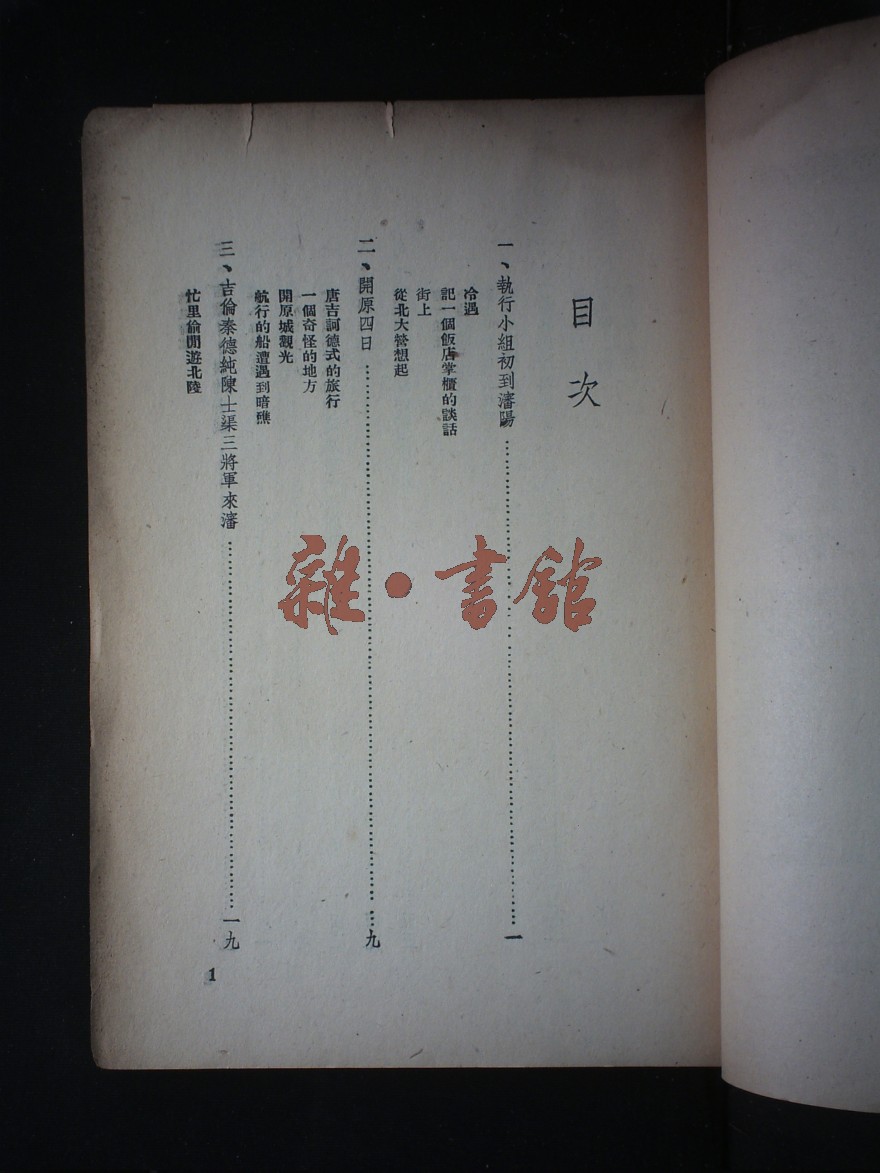 目次
一、執行小組初到瀋陽……一
冷遇
記一個飯店掌櫃的談話
街上
從北大營想起
二、開原四日……九
唐吉訶德式的旅行
一個奇怪的地方
開原城觀光
航行的船遭遇到暗礁
三、吉倫秦德純陳士渠三將軍來瀋……一九
忙里偷閒遊北陵
1
雜·書館